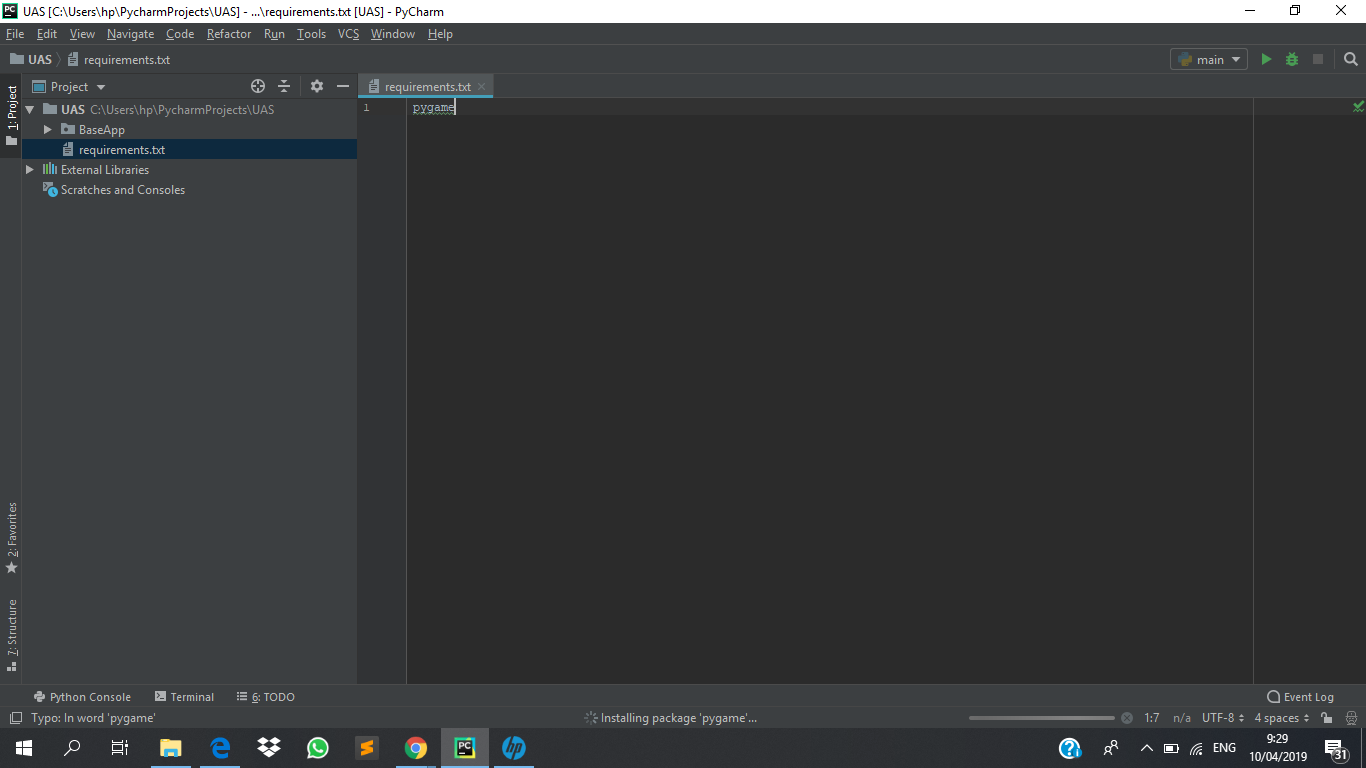 UAS [C:\Users\hp\PycharmProjects\UAS] - ...\requirements.txt [UAS] - PyCharm
File Edit View Navigate Code Refactor Run Tools VCS Window Help
UAS requirements.txt main
1: Project
Project
requirements.txt
UAS C:\Users\hp\PycharmProjects\UAS
1 pygame
BaseApp
requirements.txt
External Libraries
Scratches and Consoles
2: Favorites
7: Structure
Python Console Terminal 6: TODO Event Log
Typo: In word 'pygame' Installing package 'pygame'... 1:7 n/a UTF-8 4 spaces
PC hp ? ENG 9:29
10/04/2019 31